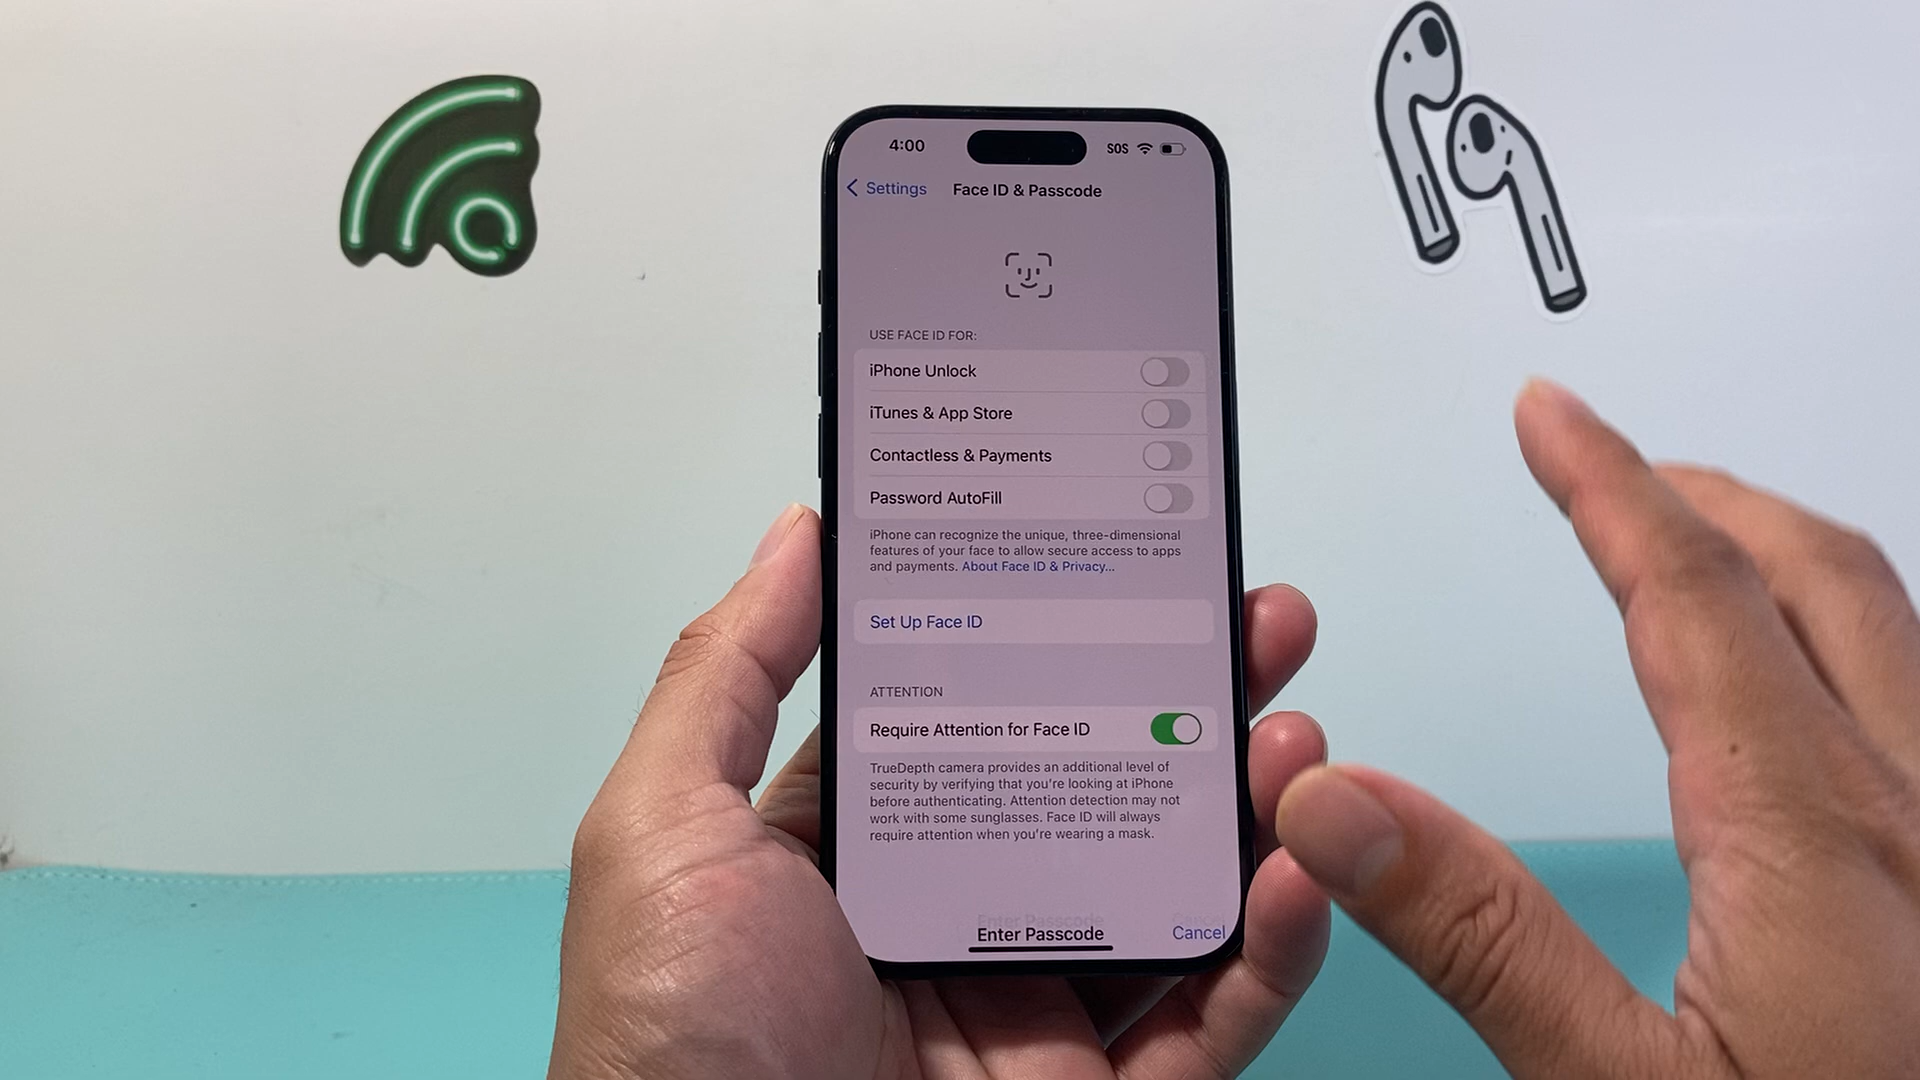 4:00
SOS
Settings
Face ID & Passcode
USE FACE ID FOR:
iPhone Unlock
iTunes & App Store
Contactless & Payments
Password AutoFill
iPhone can recognize the unique, three-dimensional
features of your face to allow secure access to apps
and payments. About Face ID & Privacy...
Set Up Face ID
ATTENTION
Require Attention for Face ID
TrueDepth camera provides an additional level of
security by verifying that you're looking at iPhone
before authenticating. Attention detection may not
work with some sunglasses. Face ID will always
require attention when you're wearing a mask.
Enter Passcode
Cancel